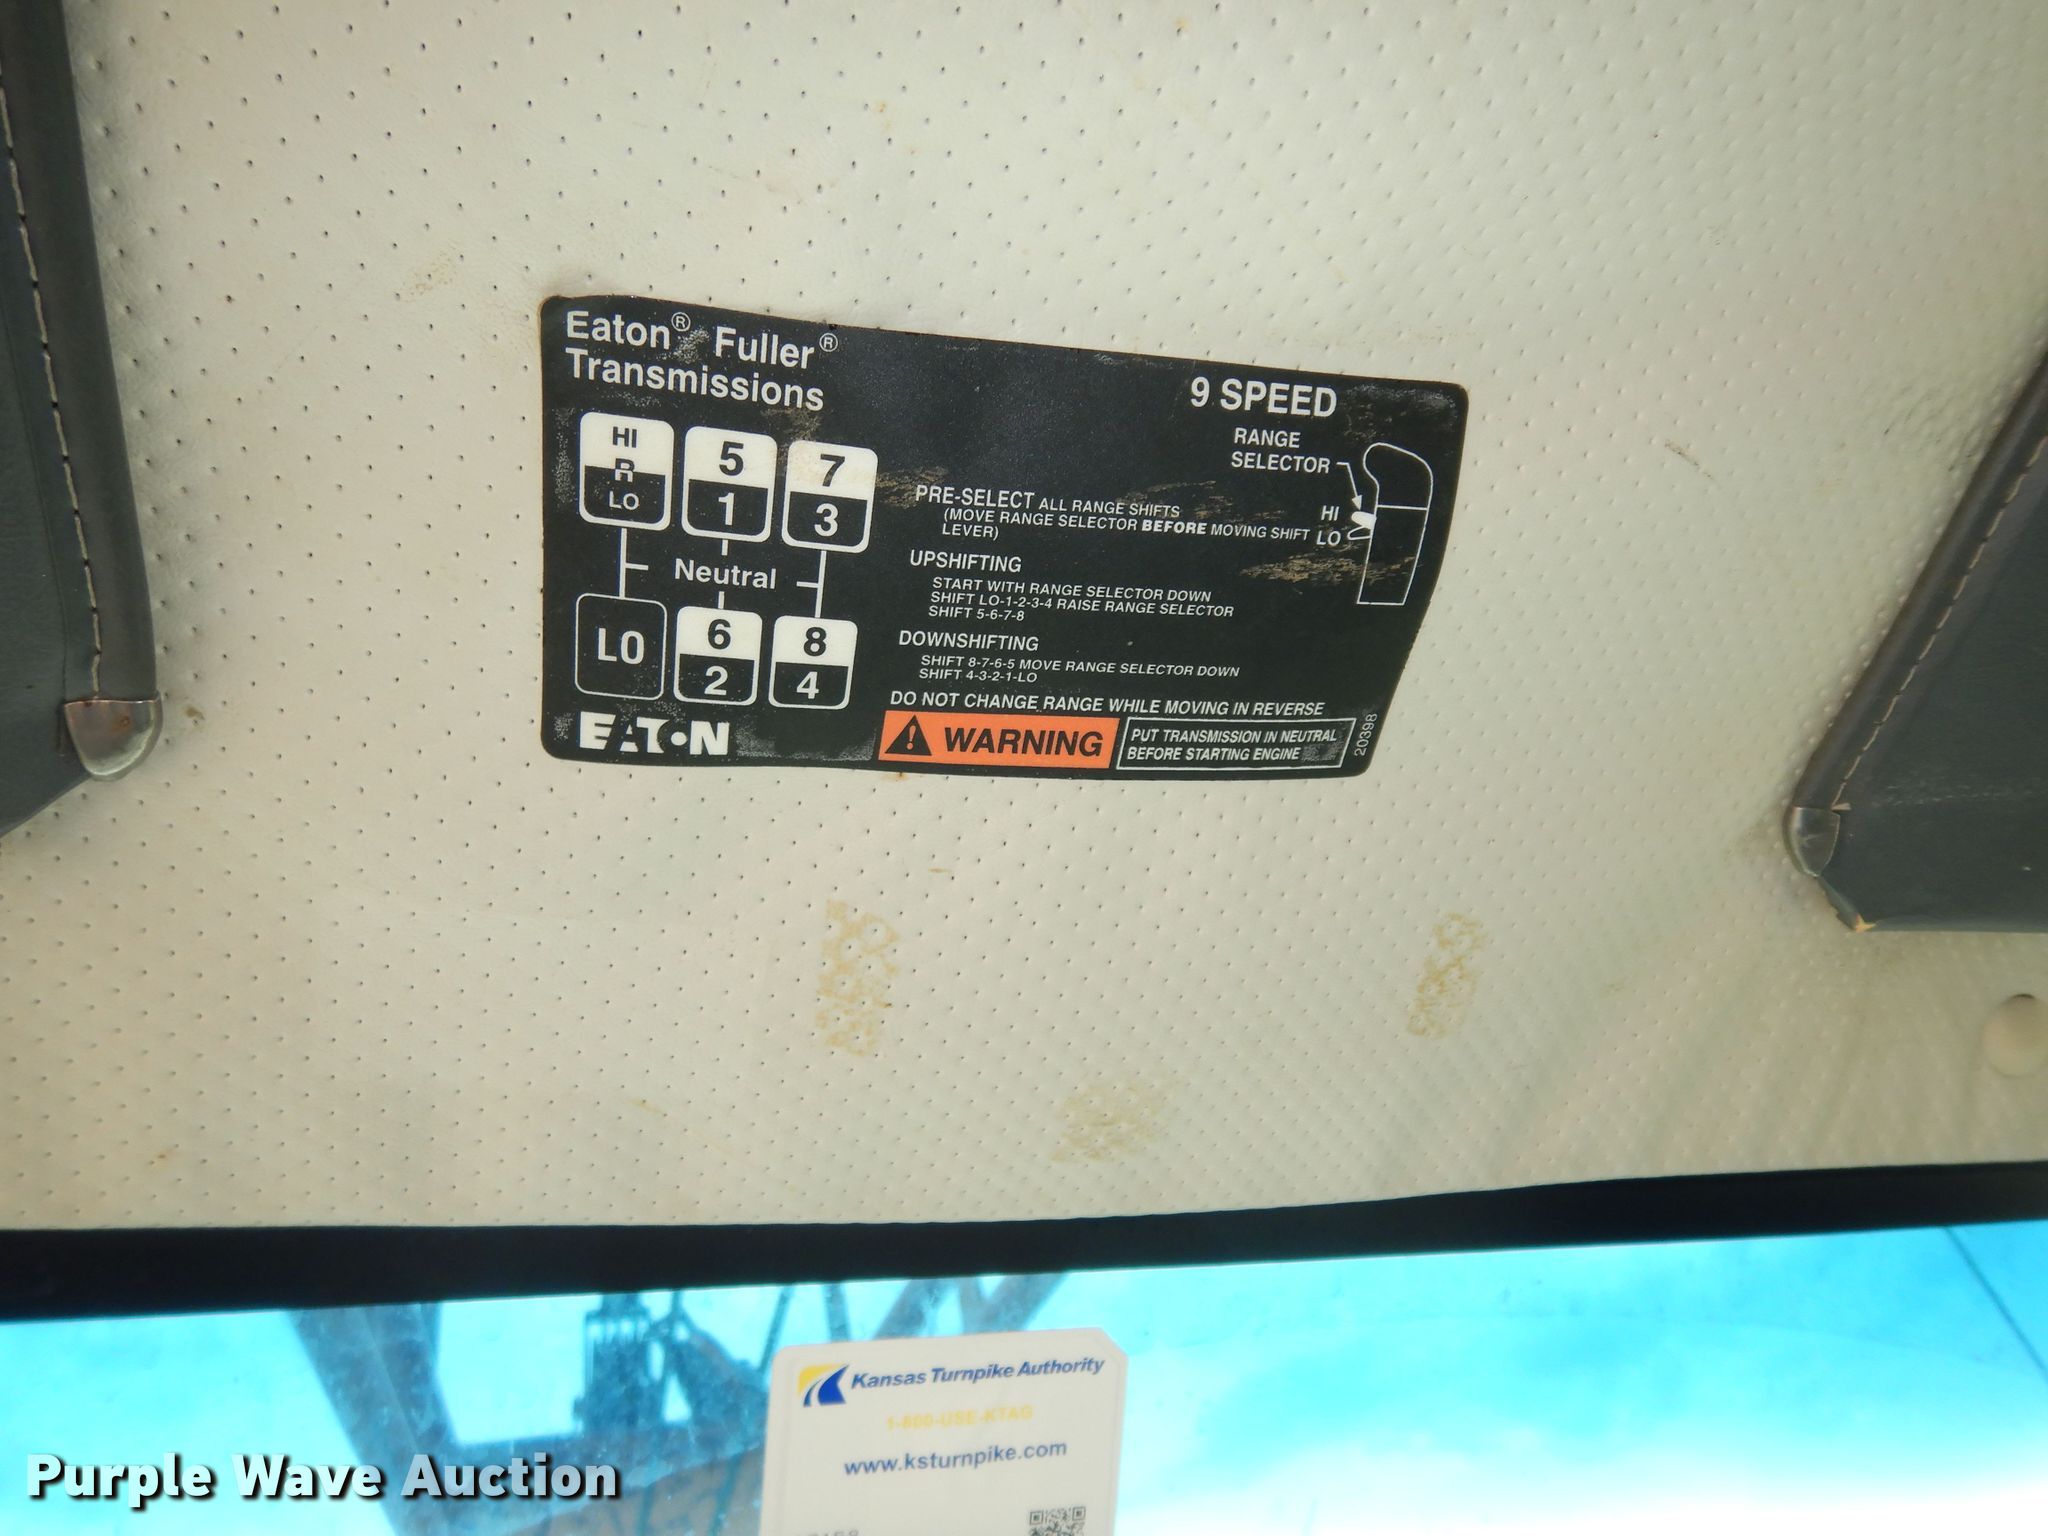 Eaton® Fuller®
Transmissions
9 SPEED
RANGE
SELECTOR
HI
LO
HI
R
LO
5
1
7
3
Neutral
LO
6
2
8
4
PRE-SELECT ALL RANGE SHIFTS
(MOVE RANGE SELECTOR BEFORE MOVING SHIFT
LEVER)
UPSHIFTING
START WITH RANGE SELECTOR DOWN
SHIFT LO-1-2-3-4 RAISE RANGE SELECTOR
SHIFT 5-6-7-8
DOWNSHIFTING
SHIFT 8-7-6-5 MOVE RANGE SELECTOR DOWN
SHIFT 4-3-2-1-LO
DO NOT CHANGE RANGE WHILE MOVING IN REVERSE
EATON
WARNING
PUT TRANSMISSION IN NEUTRAL
BEFORE STARTING ENGINE
20398
Kansas Turnpike Authority
1-800-USE-KTAG
www.ksturnpike.com
Purple Wave Auction